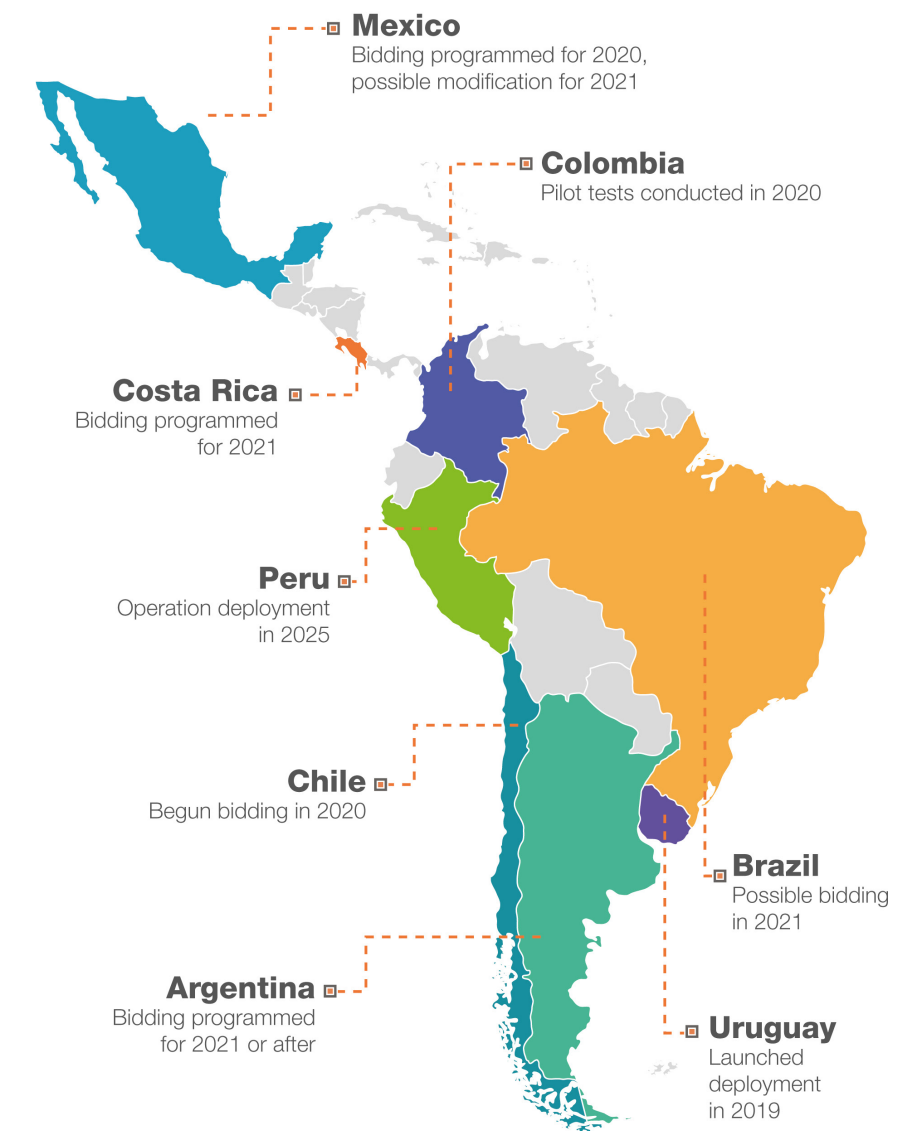 Mexico
Bidding programmed for 2020,
possible modification for 2021
Colombia
Pilot tests conducted in 2020
Costa Rica
Bidding programmed
for 2021
Peru
Operation deployment
in 2025
Chile
Begun bidding in 2020
Brazil
Possible bidding
in 2021
Argentina
Bidding programmed
for 2021 or after
Uruguay
Launched
deployment
in 2019